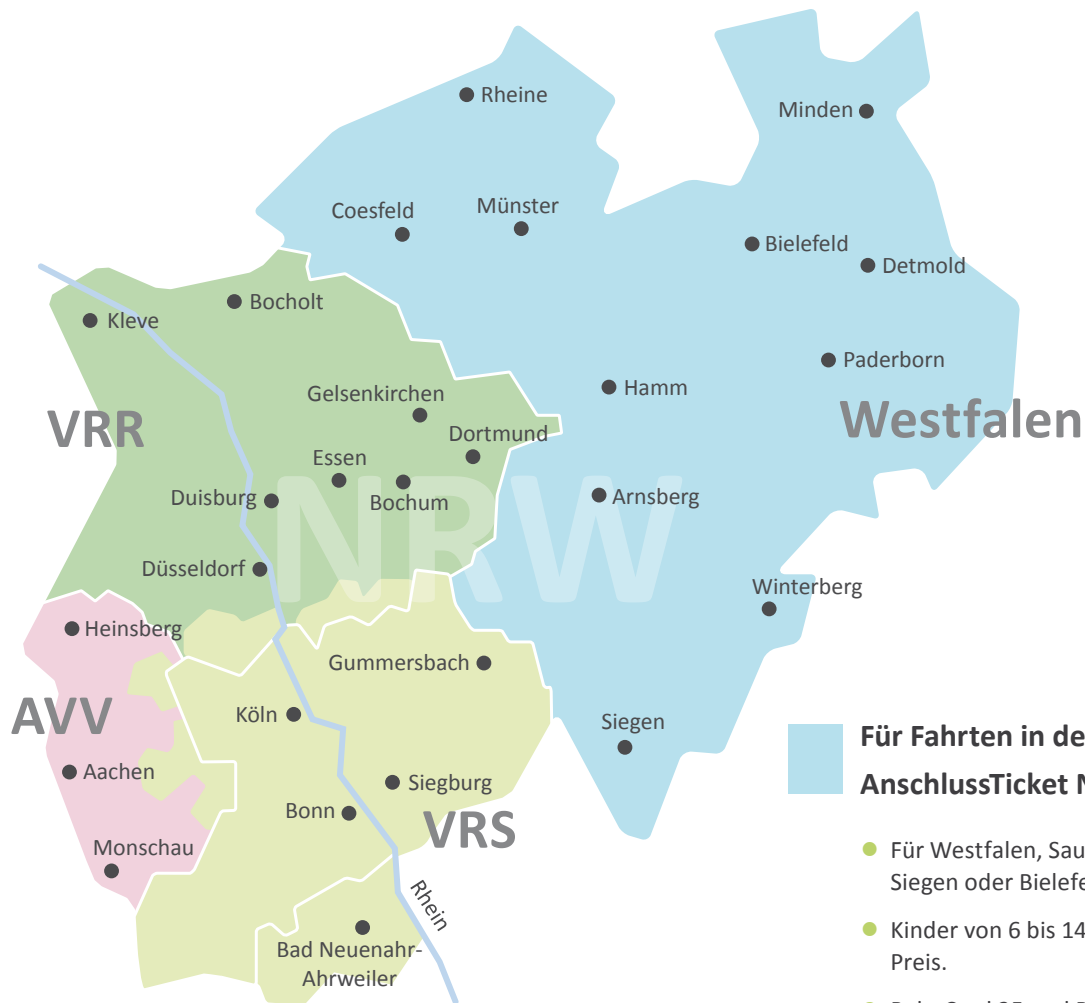 Rheine
Minden
Coesfeld
Münster
Bielefeld
Detmold
Bocholt
Kleve
Paderborn
Hamm
Gelsenkirchen
VRR
Westfalen
Dortmund
Essen
NRW
Duisburg
Bochum
Arnsberg
Düsseldorf
Winterberg
Heinsberg
Gummersbach
AVV
Köln
Siegen
Für Fahrten in de
Aachen
Siegburg
AnschlussTicket N
Bonn
VRS
Monschau
Rhein
Für Westfalen, Sau
Siegen oder Bielefe
Kinder von 6 bis 14
Preis.
Bad Neuenahr-
Ahrweiler